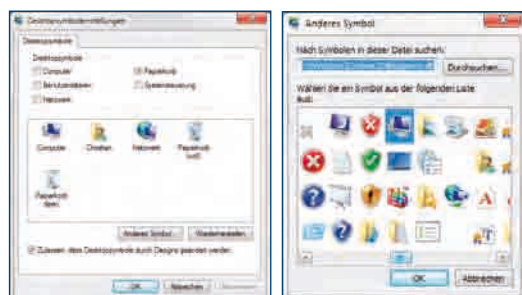 Desktopsymboleinstellungen
Desktopsymbole
Desktopsymbole
Computer
Papierkorb
Benutzerdateien
Systemsteuerung
Netzwerk
Computer
Christian
Netzwerk
Papierkorb
(voll)
Papierkorb
(leer)
Anderes Symbol...
Wiederherstellen
Zulassen, dass Desktopsymbole durch Designs geändert werden
OK
Abbrechen
Anderes Symbol
Nach Symbolen in dieser Datei suchen:
Durchsuchen...
Wählen Sie ein Symbol aus der folgenden Liste
aus:
OK
Abbrechen